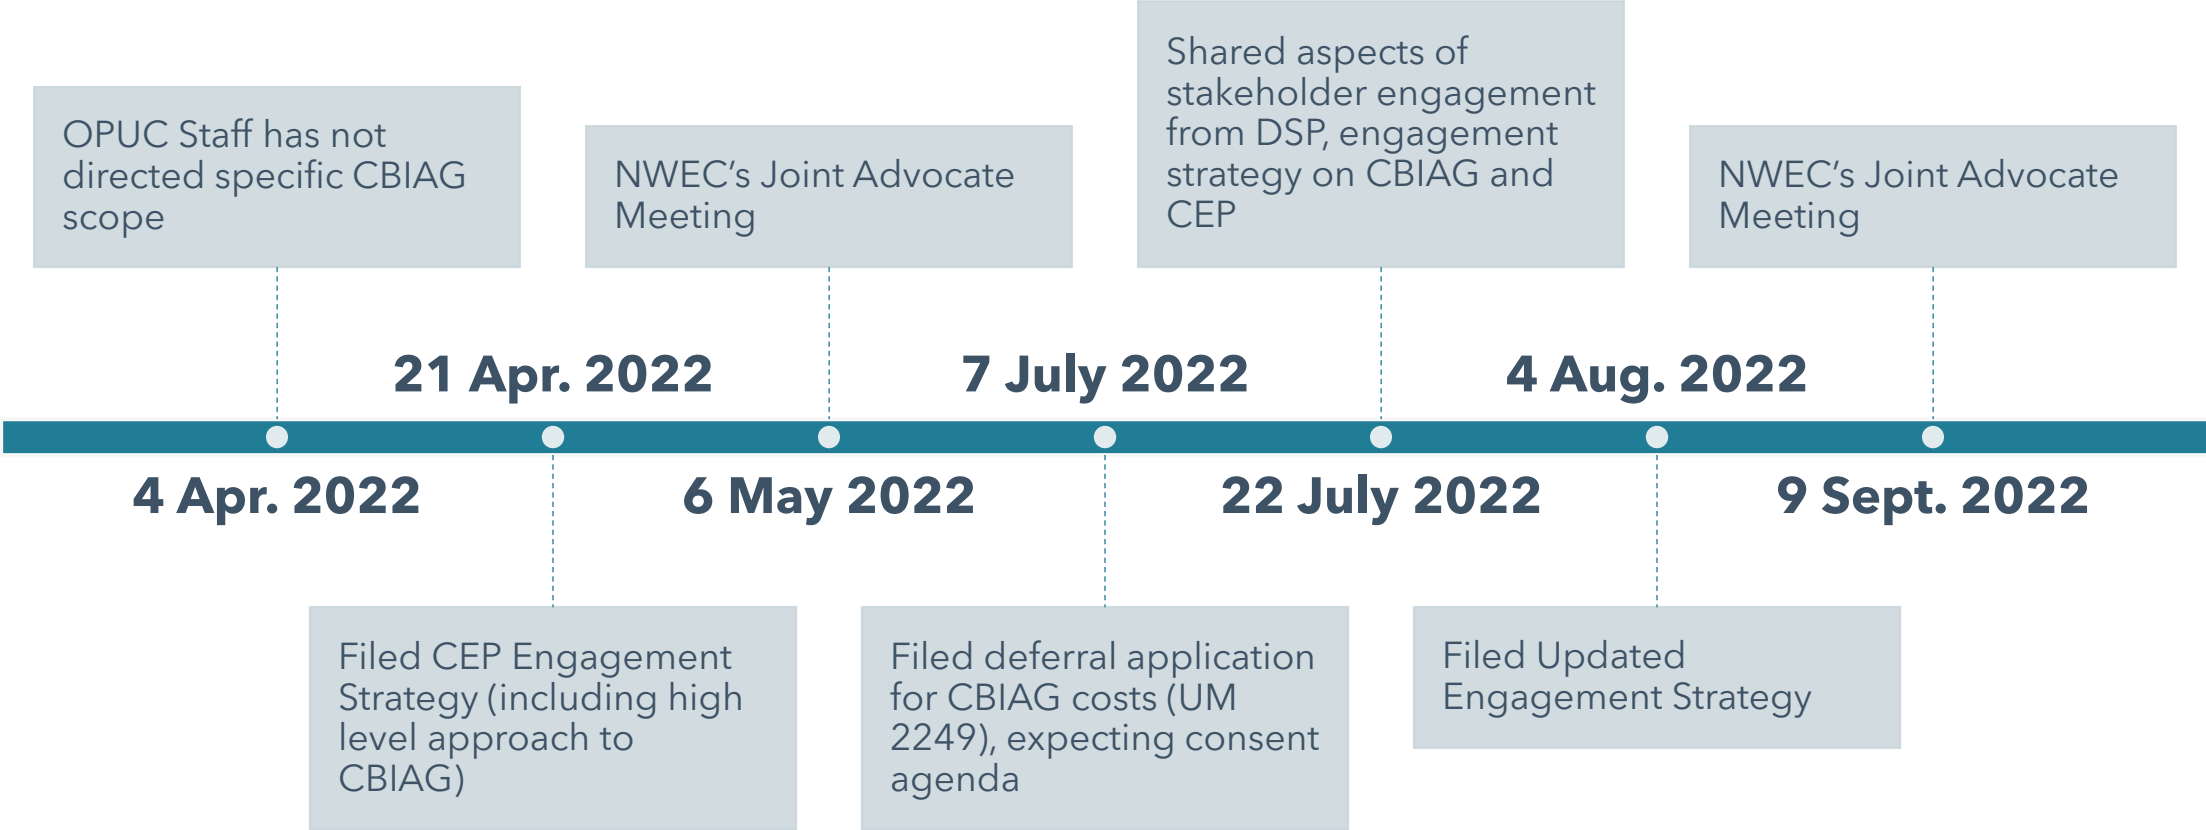 OPUC Staff has not
directed specific CBIAG
scope
4 Apr. 2022
21 Apr. 2022
Filed CEP Engagement
Strategy (including high
level approach to
CBIAG)
NWEC’s Joint Advocate
Meeting
6 May 2022
7 July 2022
Filed deferral application
for CBIAG costs (UM
2249), expecting consent
agenda
Shared aspects of
stakeholder engagement
from DSP, engagement
strategy on CBIAG and
CEP
22 July 2022
4 Aug. 2022
Filed Updated
Engagement Strategy
NWEC’s Joint Advocate
Meeting
9 Sept. 2022